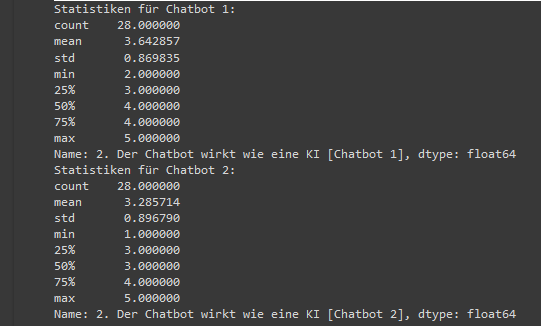 Statistiken für Chatbot 1:
count    28.000000
mean      3.642857
std       0.869835
min       2.000000
25%       3.000000
50%       4.000000
75%       4.000000
max       5.000000
Name: 2. Der Chatbot wirkt wie eine KI [Chatbot 1], dtype: float64
Statistiken für Chatbot 2:
count    28.000000
mean      3.285714
std       0.896790
min       1.000000
25%       3.000000
50%       3.000000
75%       4.000000
max       5.000000
Name: 2. Der Chatbot wirkt wie eine KI [Chatbot 2], dtype: float64